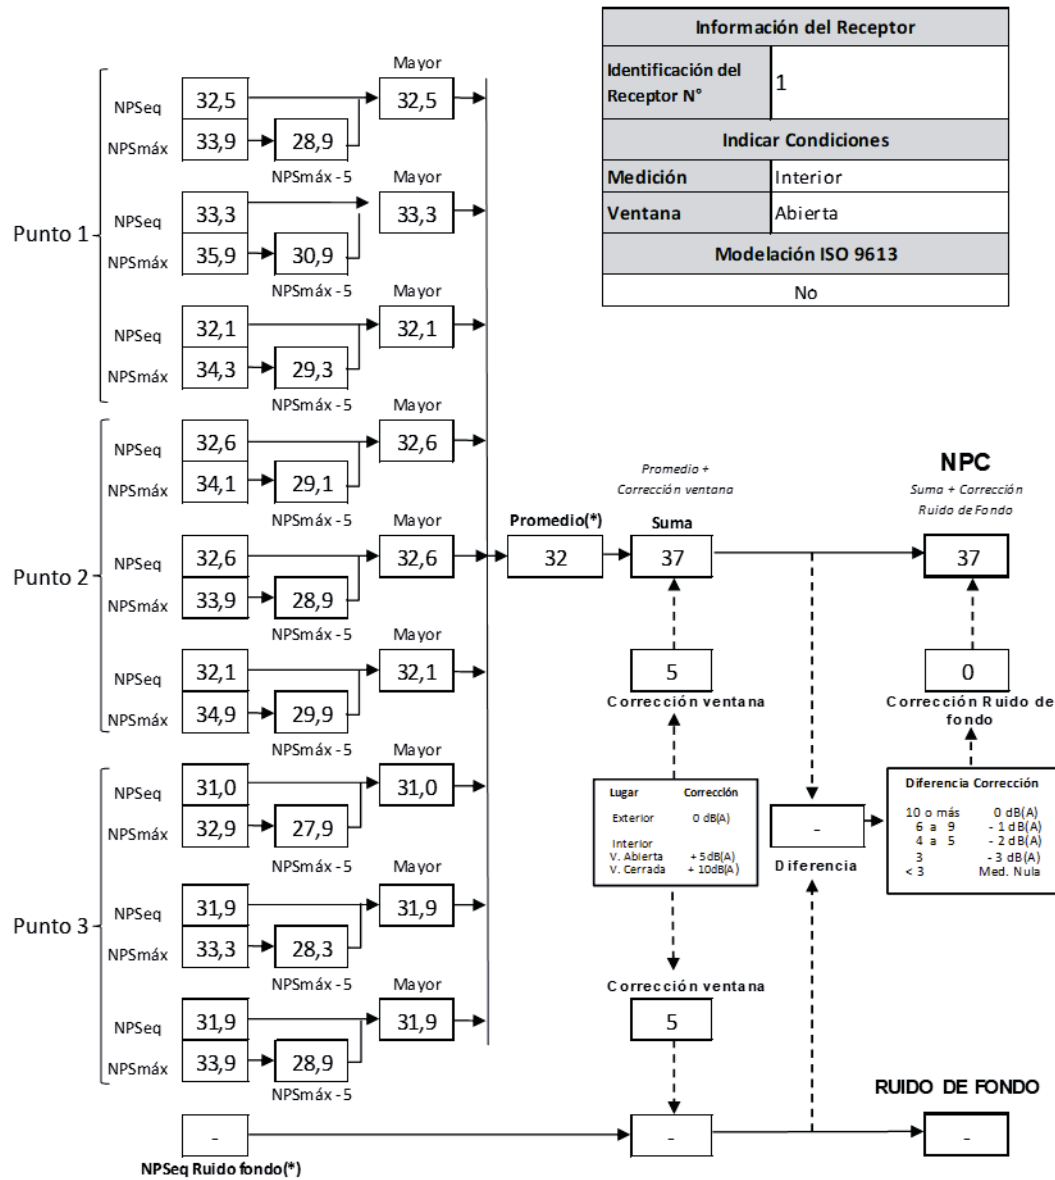 Información del Receptor
Identificación del Receptor N° 1
Indicar Condiciones
Medición Interior
Ventana Abierta
Modelación ISO 9613
No
Punto 1
Mayor
NPSeq 32,5 32,5
NPSmáx 33,9 28,9
NPSmáx - 5
Mayor
NPSeq 33,3 33,3
NPSmáx 35,9 30,9
NPSmáx - 5
NPSeq 32,1 32,1
NPSmáx 34,3 29,3
NPSmáx - 5
Punto 2
Mayor
NPSeq 32,6 32,6
NPSmáx 34,1 29,1
NPSmáx - 5
Mayor
NPSeq 32,6 32,6
NPSmáx 33,9 28,9
NPSmáx - 5
Mayor
NPSeq 32,1 32,1
NPSmáx 34,9 29,9
NPSmáx - 5
Punto 3
Mayor
NPSeq 31,0 31,0
NPSmáx 32,9 27,9
NPSmáx - 5
Mayor
NPSeq 31,9 31,9
NPSmáx 33,3 28,3
NPSmáx - 5
Mayor
NPSeq 31,9 31,9
NPSmáx 33,9 28,9
NPSmáx - 5
Promedio(*)
32
Promedio +
Corrección ventana
Suma
37
5
Corrección ventana
Lugar Corrección
Exterior 0 dB(A)
Interior
V. Abierta + 5dB(A)
V. Cerrada + 10dB(A)
Corrección ventana
5
NPC
Suma + Corrección
Ruido de Fondo
37
0
Corrección Ruido de
fondo
-
Diferencia
Diferencia Corrección
10 o más 0 dB(A)
6 a 9 - 1 dB(A)
4 a 5 - 2 dB(A)
3 - 3 dB(A)
< 3 Med. Nula
RUIDO DE FONDO
- - -
NPSeq Ruido fondo(*)